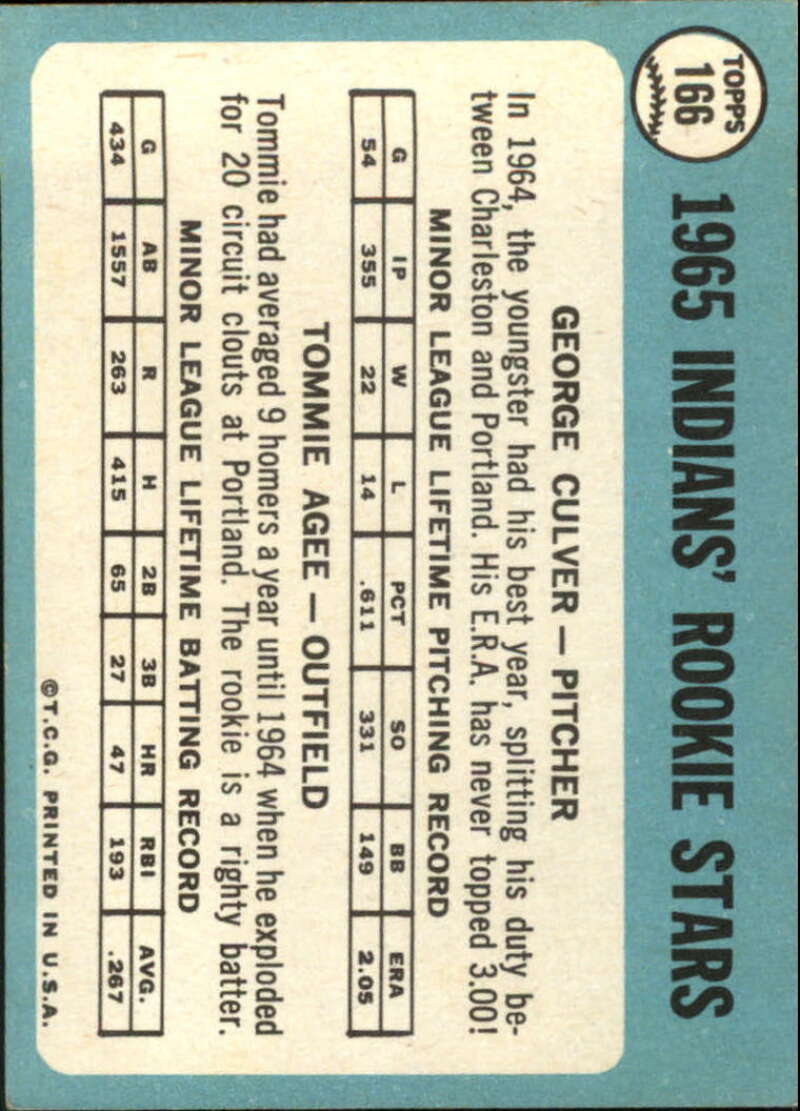 TOPPS
166
1965 INDIANS' ROOKIE STARS
GEORGE CULVER — PITCHER
In 1964, the youngster had his best year, splitting his duty be-
tween Charleston and Portland. His E.R.A. has never topped 3.00!
MINOR LEAGUE LIFETIME PITCHING RECORD
G IP W L PCT SO BB ERA
54 355 22 14 .611 331 149 2.05
TOMMIE AGEE — OUTFIELD
Tommie had averaged 9 homers a year until 1964 when he exploded
for 20 circuit clouts at Portland. The rookie is a righty batter.
MINOR LEAGUE LIFETIME BATTING RECORD
G AB R H 2B 3B HR RBI AVG.
434 1557 263 415 65 27 47 193 .267
©T.C.G. PRINTED IN U.S.A.